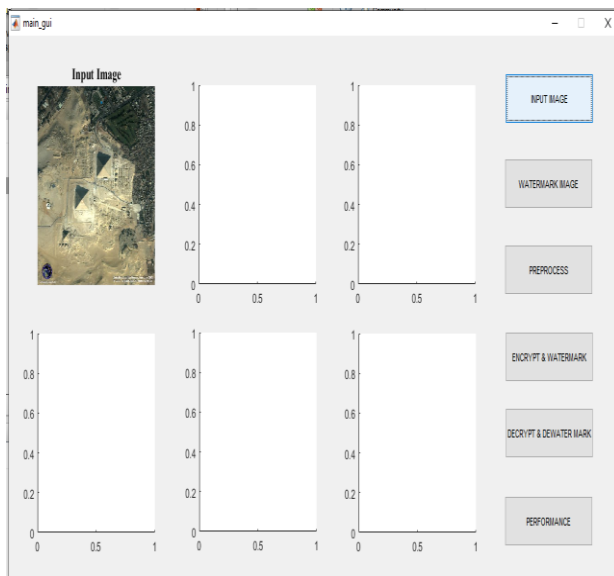 main_gui
Input Image
INPUT IMAGE
1
0.8
0.6
0.4
0.2
0
0 0.5 1
1
0.8
0.6
0.4
0.2
0
0 0.5 1
WATERMARK IMAGE
PREPROCESS
1
0.8
0.6
0.4
0.2
0
0 0.5 1
1
0.8
0.6
0.4
0.2
0
0 0.5 1
1
0.8
0.6
0.4
0.2
0
0 0.5 1
ENCRYPT & WATERMARK
DECRYPT & DEWATER MARK
PERFORMANCE